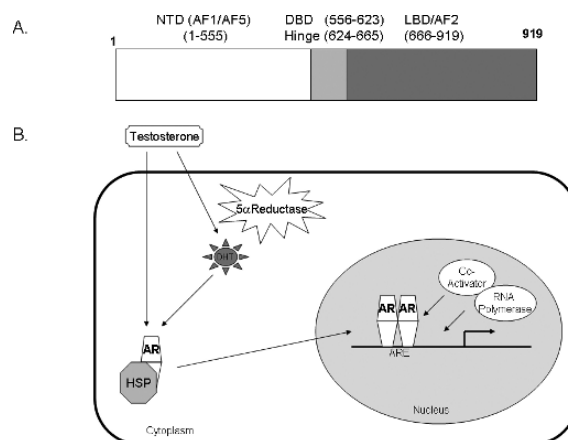 A.
NTD (AF1/AF5) DBD (556-623) LBD/AF2
(1-555) Hinge (624-665) (666-919)
1 919
B.
Testosterone
5αReductase
DHT
Co-
Activator
RNA
Polymerase
AR AR
ARE
AR
HSP
Nucleus
Cytoplasm